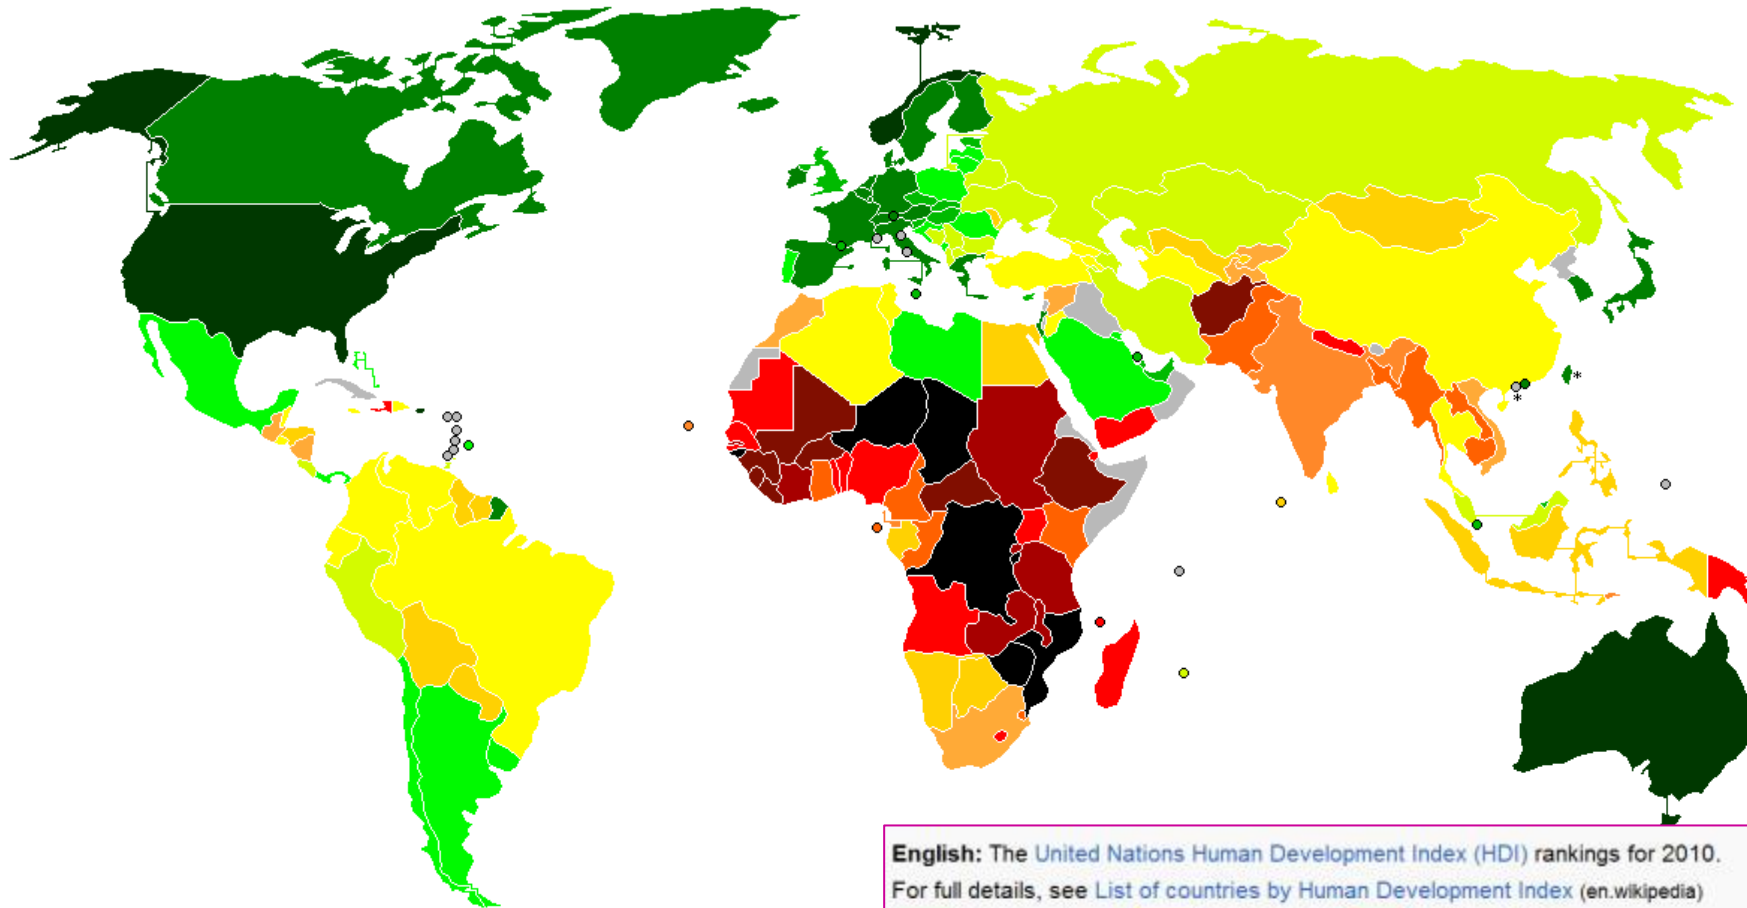 *
*
English: The United Nations Human Development Index (HDI) rankings for 2010.
For full details, see List of countries by Human Development Index (en.wikipedia)